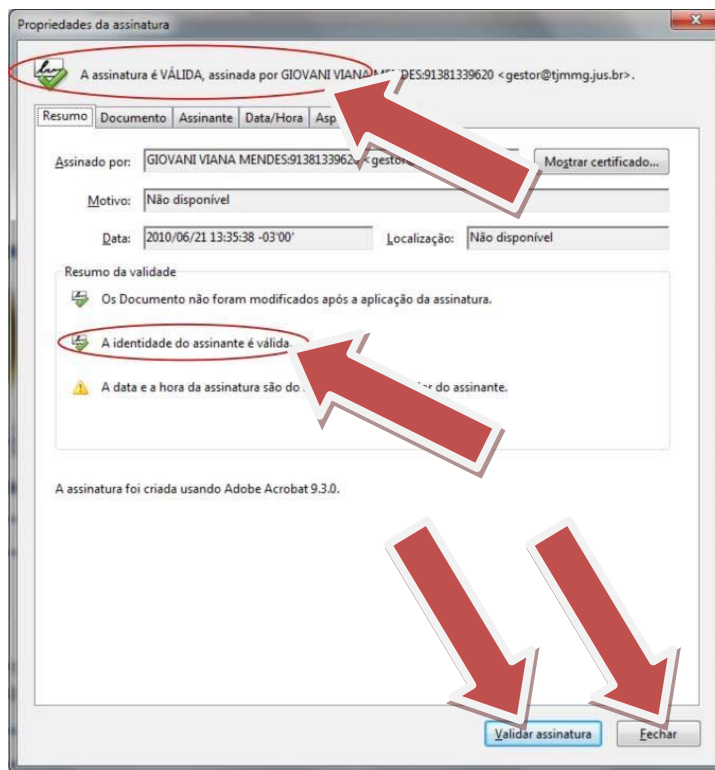 Propriedades da assinatura
A assinatura é VÁLIDA, assinada por GIOVANI VIANA MENDES:91381339620 <gestor@tjmmg.jus.br>.
Resumo Documento Assinante Data/Hora Asp
Assinado por: GIOVANI VIANA MENDES:9138133962 <gestor@ Mostrar certificado...
Motivo: Não disponível
Data: 2010/06/21 13:35:38 -03'00' Localização: Não disponível
Resumo da validade
Os Documento não foram modificados após a aplicação da assinatura.
A identidade do assinante é válida.
A data e a hora da assinatura são do do assinante.
A assinatura foi criada usando Adobe Acrobat 9.3.0.
Validar assinatura Fechar